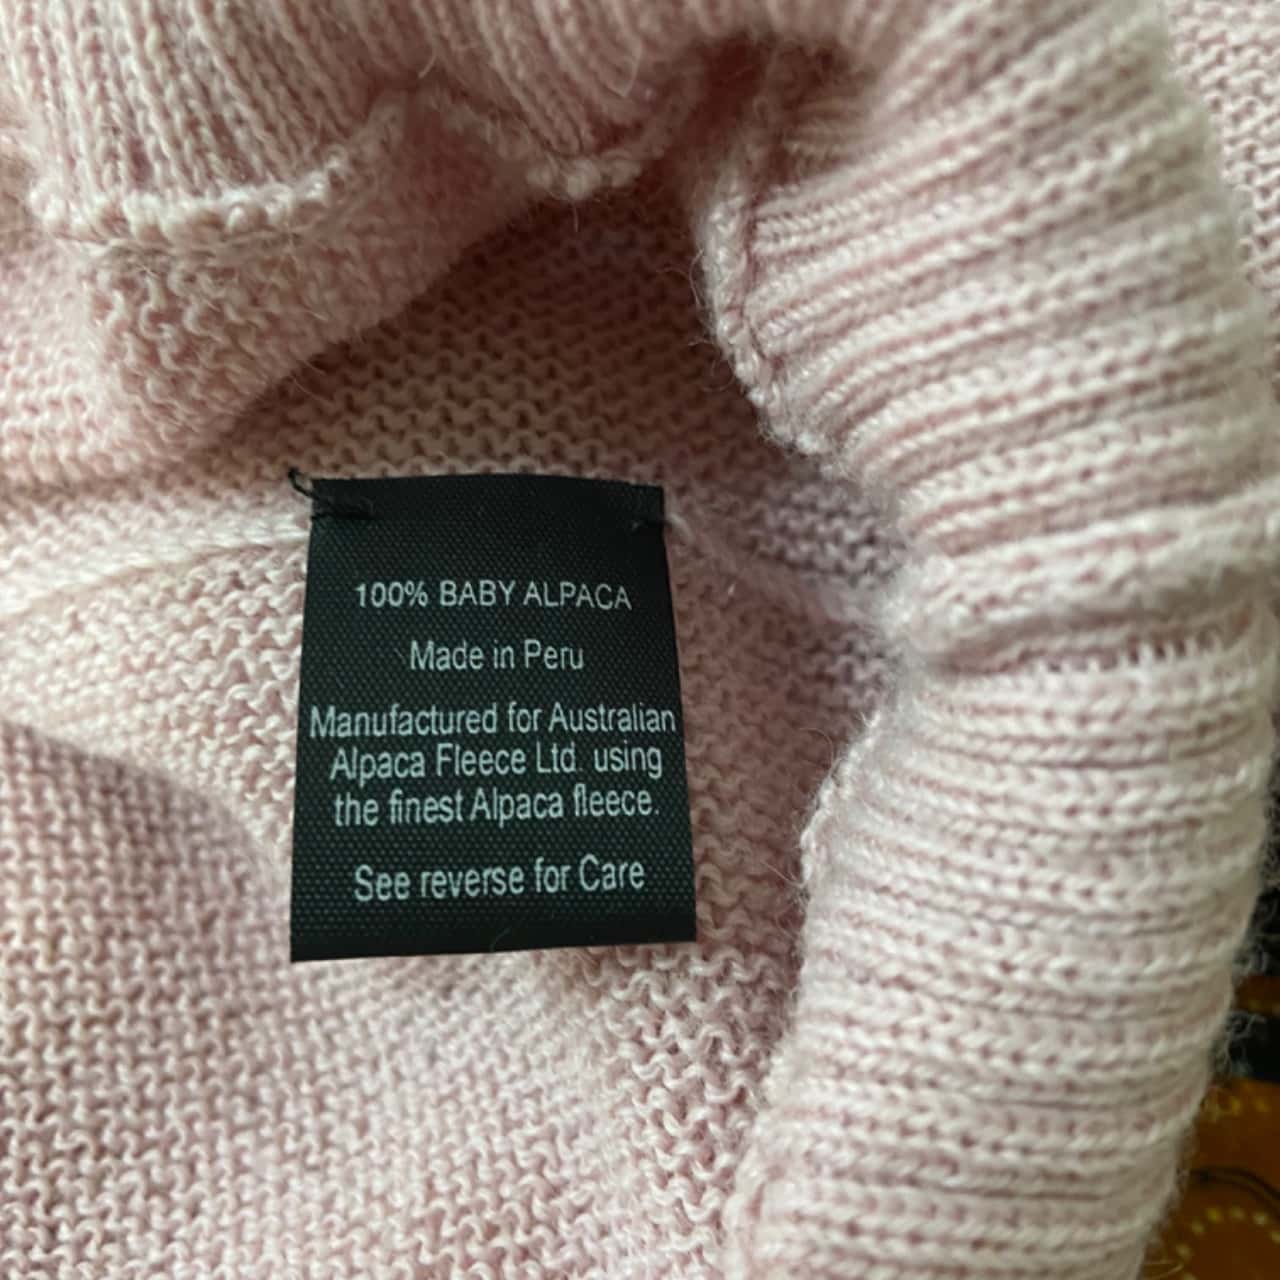 100% BABY ALPACA
Made in Peru
Manufactured for Australian
Alpaca Fleece Ltd. using
the finest Alpaca fleece.
See reverse for Care